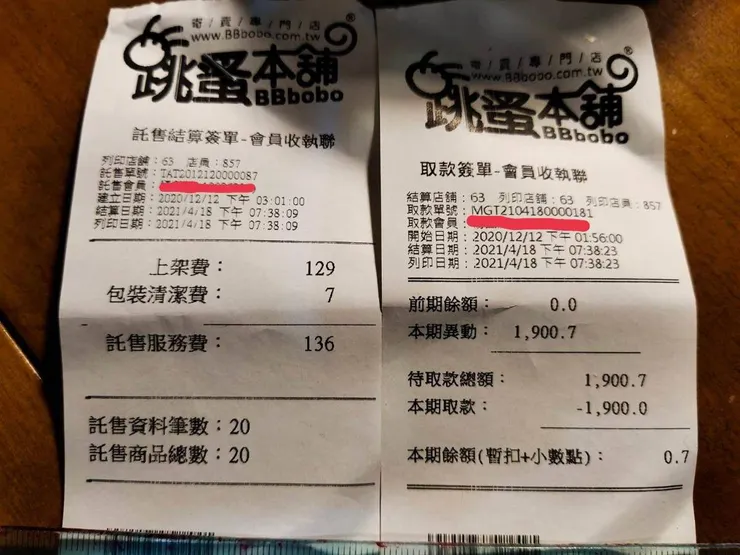 寄/賣/專/門/店
www.BBbobo.com.tw
跳蚤本舖
BBbobo
託售結算簽單-會員收執聯
列印店舖：63 店員：857
託售單號：TAT2012120000087
託售會員：
建立日期：2020/12/12 下午 03:01:00
結算日期：2021/4/18 下午 07:38:09
列印日期：2021/4/18 下午 07:38:09
上架費： 129
包裝清潔費： 7
託售服務費： 136
託售資料筆數：20
託售商品總數：20
寄/賣/專/門/店
www.BBbobo.com.tw
跳蚤本舖
BBbobo
取款簽單-會員收執聯
結算店舖：63 列印店舖：63 列印店員：857
取款單號：MGT2104180000181
取款會員：
開始日期：2020/12/12 下午 01:56:00
結算日期：2021/4/18 下午 07:38:23
列印日期：2021/4/18 下午 07:38:23
前期餘額： 0.0
本期異動： 1,900.7
待取款總額： 1,900.7
本期取款： -1,900.0
本期餘額(暫扣+小數點)： 0.7